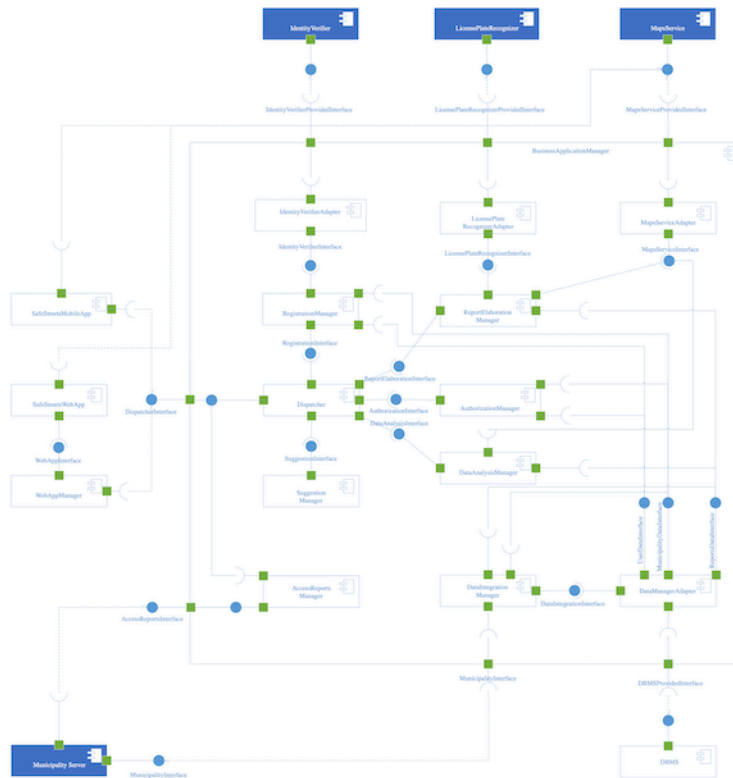 IdentityVerifier
LicensePlateRecognizer
MapsService
IdentityVerifierProvidedInterface
LicensePlateRecognizerProvidedInterface
MapsServiceProvidedInterface
BusinessApplicationManager
IdentityVerifierAdapter
LicensePlate
RecognizerAdapter
MapsServiceAdapter
IdentityVerifierInterface
LicensePlateRecognizerInterface
MapsServiceInterface
SafeStreetsMobileApp
RegistrationManager
ReportElaboration
Manager
RegistrationInterface
ReportElaborationInterface
SafeStreetsWebApp
DispatcherInterface
Dispatcher
AuthorizationInterface
AuthorizationManager
DataAnalysisInterface
WebAppInterface
SuggestionInterface
DataAnalysisManager
WebAppManager
Suggestion
Manager
UserDataInterface
MunicipalityDataInterface
ReportsDataInterface
AccessReports
Manager
DataIntegration
Manager
DataManagerAdapter
DataIntegrationInterface
AccessReportsInterface
MunicipalityInterface
DBMSProvidedInterface
Municipality Server
DBMS
MunicipalityInterface